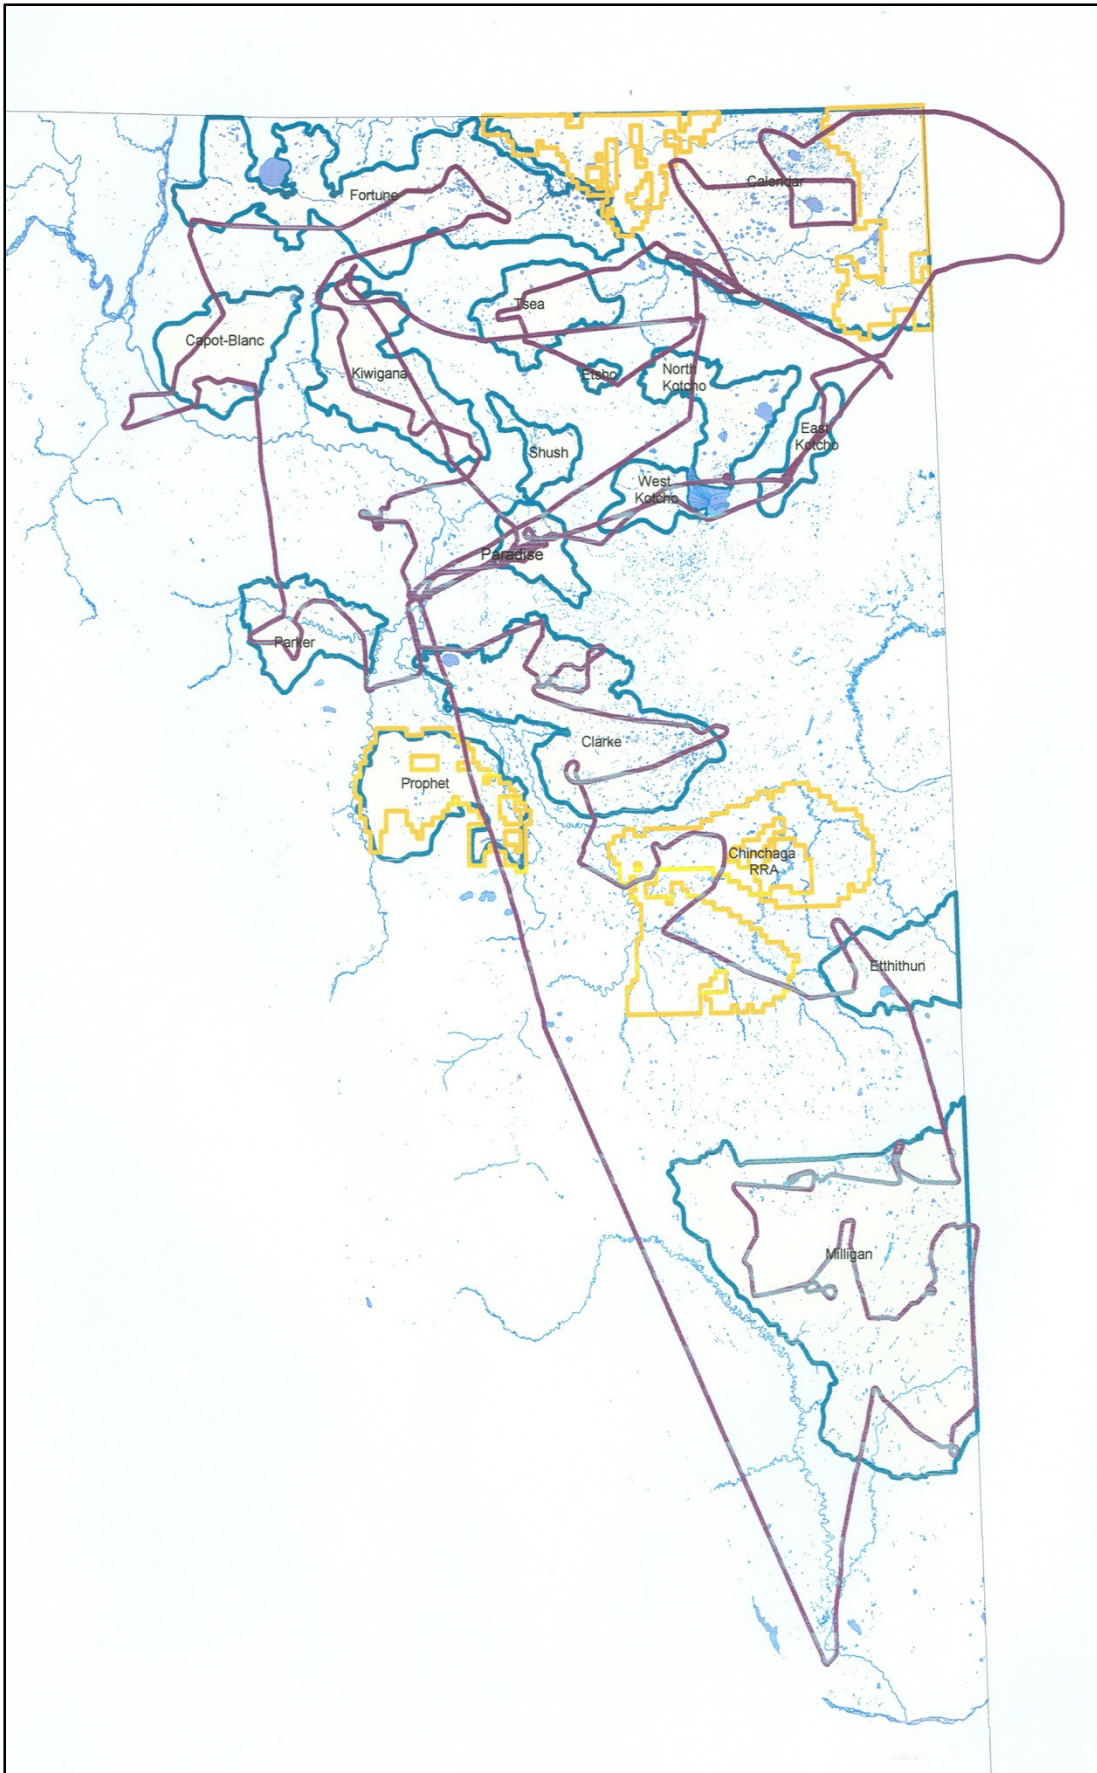 Fortune
Calendar
Tsea
Capot-Blanc
Kiwigana
Etsho
North
Kotcho
East
Kotcho
Shush
West
Kotcho
Paradise
Parker
Clarke
Prophet
Chinchaga
RRA
Etthithun
Milligan